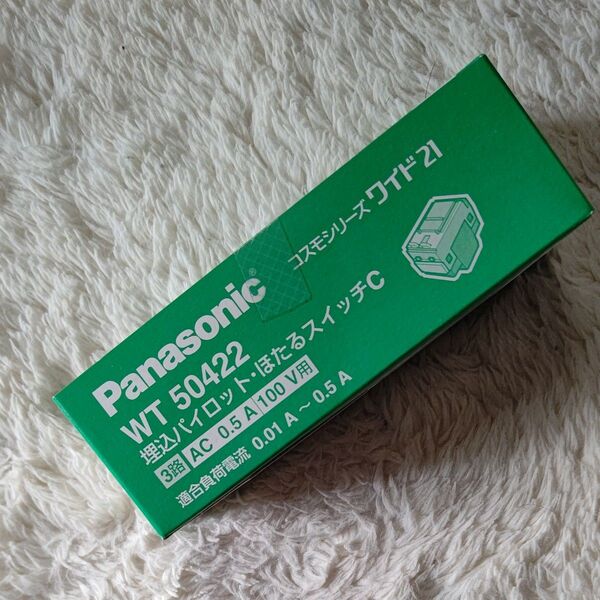 コスモシリーズ ワイド21
Panasonic®
WT 50422
埋込パイロット・ほたるスイッチC
3路 AC 0.5 A 100 V用
適合負荷電流 0.01 A ～ 0.5 A